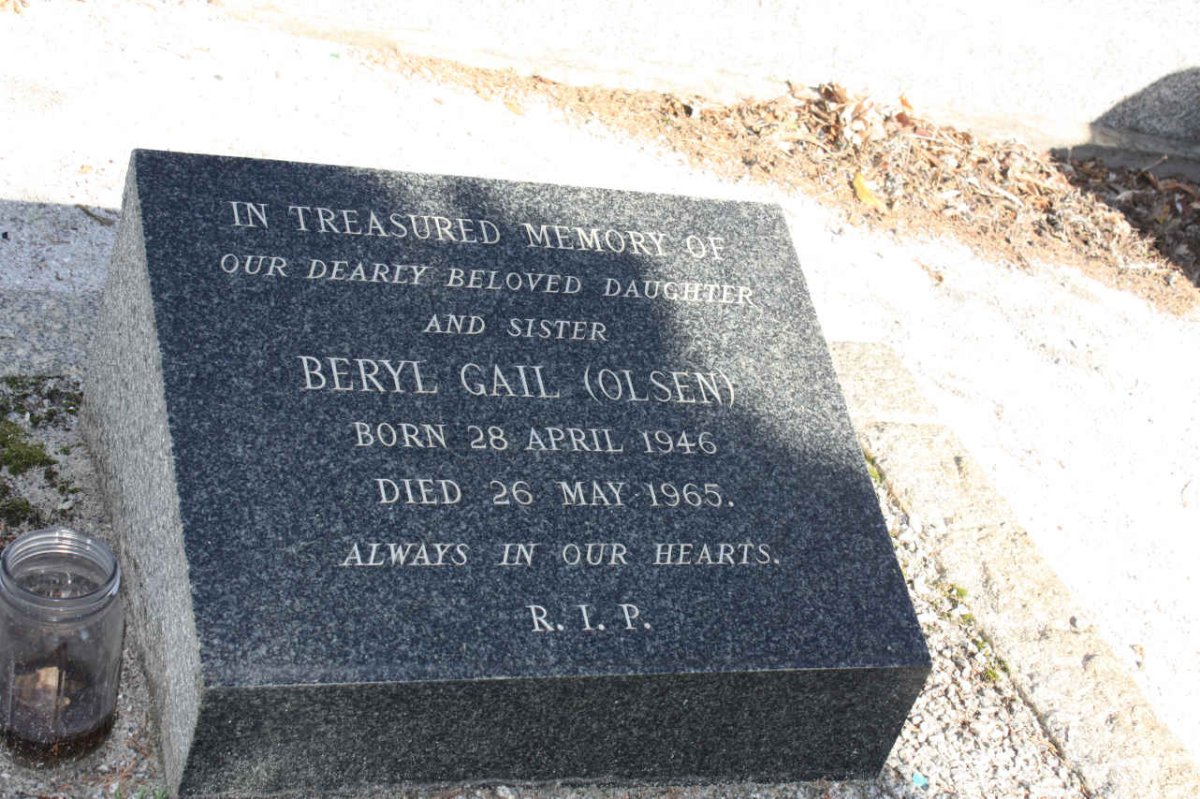 IN TREASURED MEMORY OF
OUR DEARLY BELOVED DAUGHTER
AND SISTER
BERYL GAIL (OLSEN)
BORN 28 APRIL 1946
DIED 26 MAY 1965.
ALWAYS IN OUR HEARTS.
R. I. P.